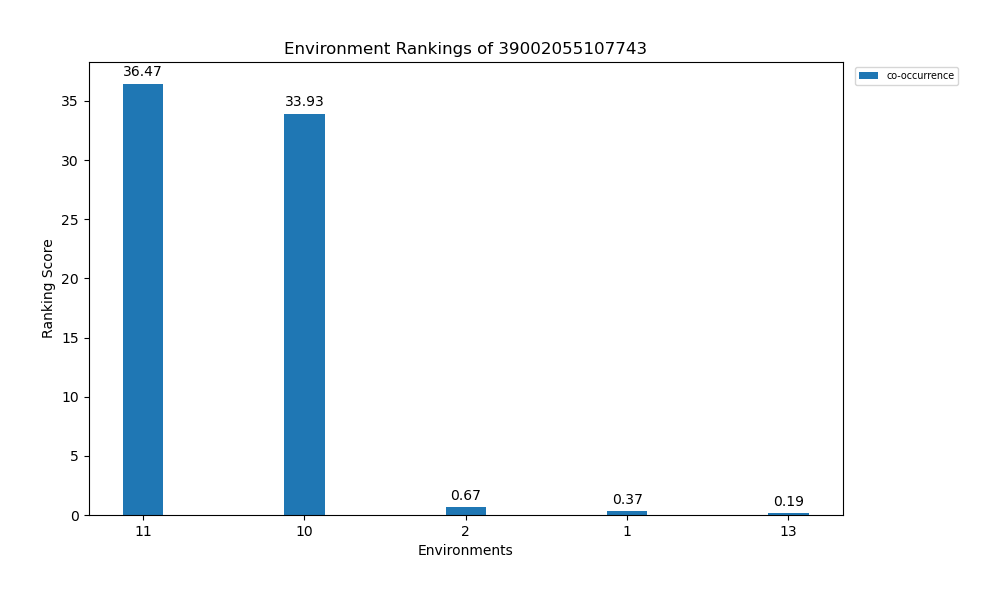 Environment Rankings of 39002055107743
co-occurrence
Ranking Score
35
30
25
20
15
10
5
0
36.47
33.93
0.67
0.37
0.19
11 10 2 1 13
Environments